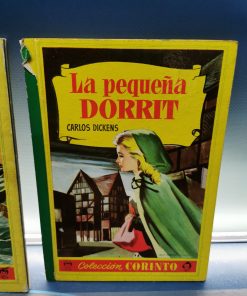 La pequeña
DORRIT
CARLOS DICKENS
Colección CORINTO